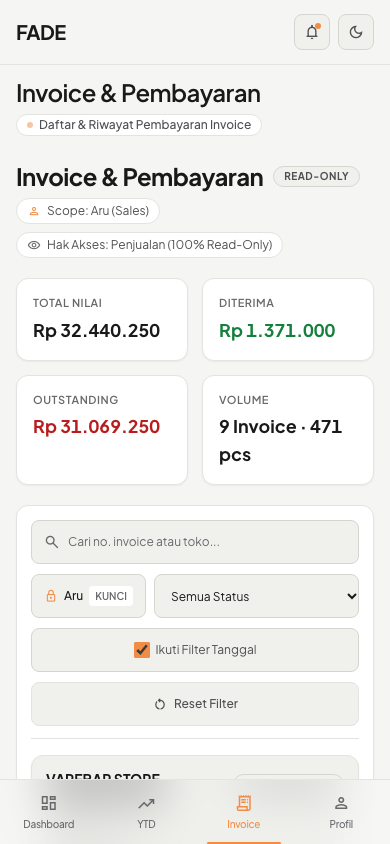 FADE
Invoice & Pembayaran
Daftar & Riwayat Pembayaran Invoice
Invoice & Pembayaran READ-ONLY
Scope: Aru (Sales)
Hak Akses: Penjualan (100% Read-Only)
TOTAL NILAI
Rp 32.440.250
DITERIMA
Rp 1.371.000
OUTSTANDING
Rp 31.069.250
VOLUME
9 Invoice · 471
pcs
Cari no. invoice atau toko...
Aru KUNCI
Semua Status
Ikuti Filter Tanggal
Reset Filter
VAPEBAR STORE
Dashboard
YTD
Invoice
Profil